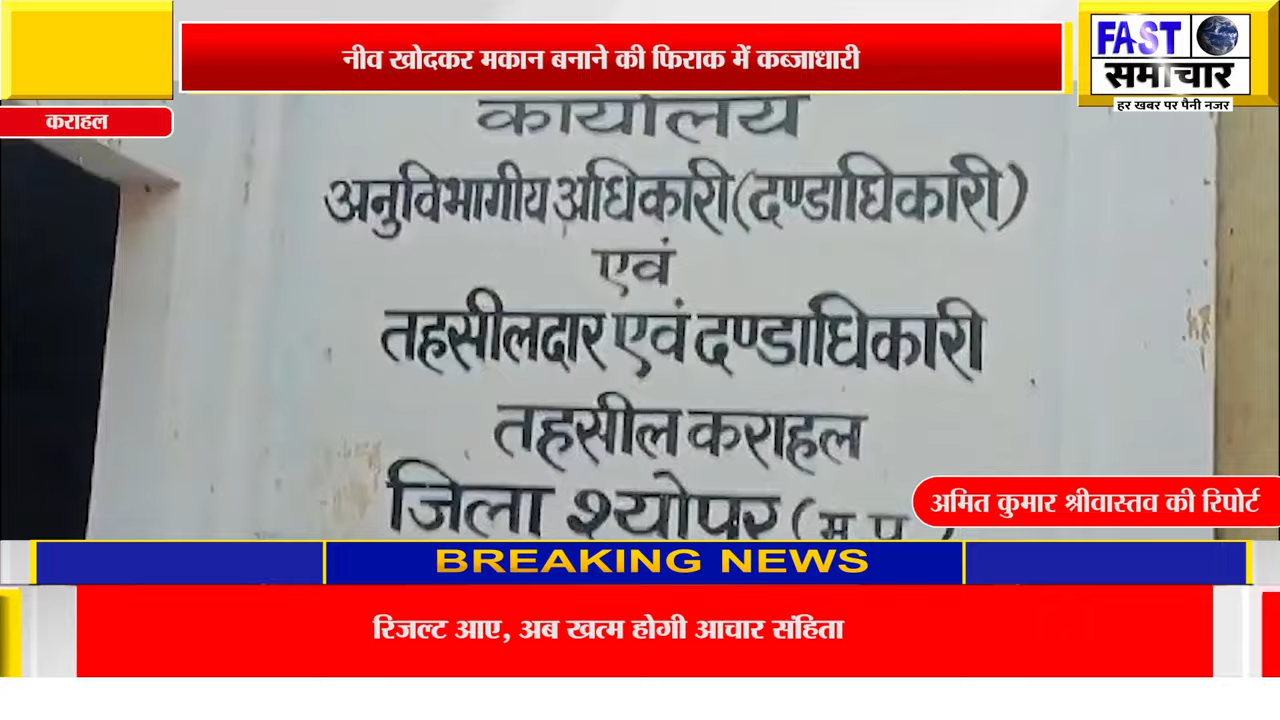 नीव खोदकर मकान बनाने की फिराक में कब्जाधारी
FAST
समाचार
हर खबर पर पैनी नजर
कराहल
कार्यालय
अनुविभागीय अधिकारी (दण्डाधिकारी)
एवं
तहसीलदार एवं दण्डाधिकारी
तहसील कराहल
जिला श्योपुर (म प )
अमित कुमार श्रीवास्तव की रिपोर्ट
BREAKING NEWS
रिजल्ट आए, अब खत्म होगी आचार संहिता